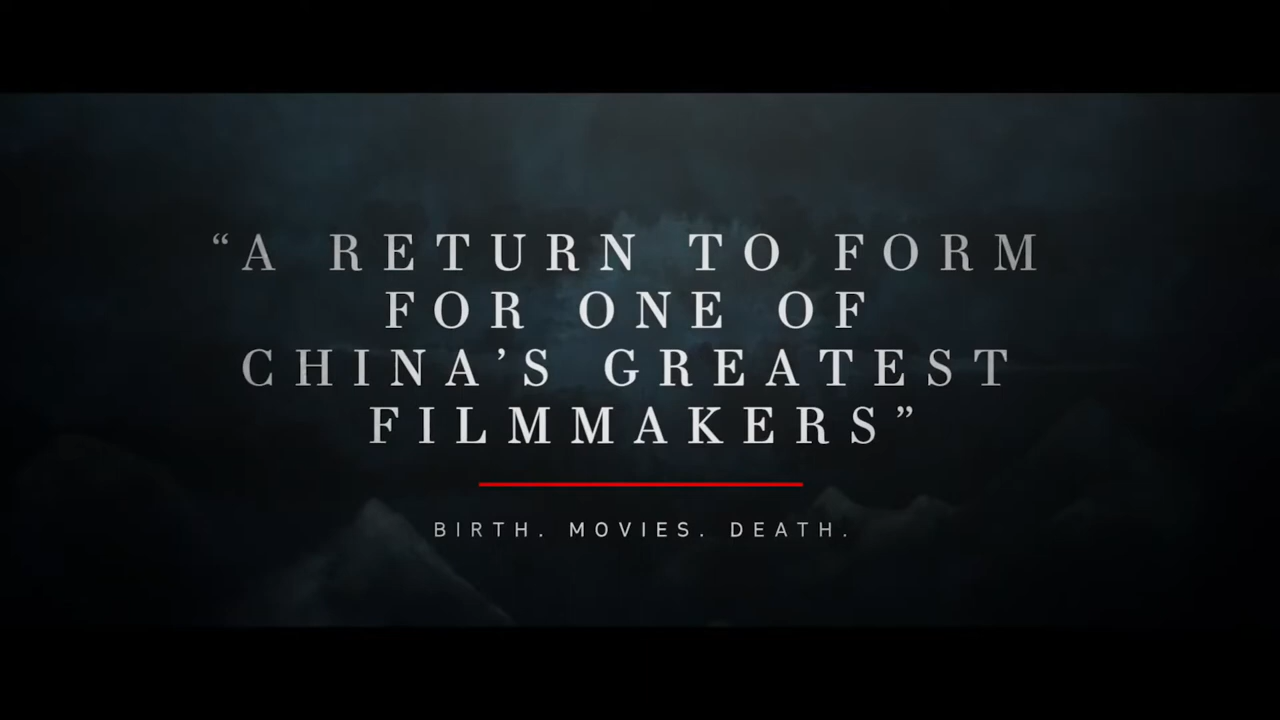 “A RETURN TO FORM
FOR ONE OF
CHINA’S GREATEST
FILMMAKERS”
BIRTH. MOVIES. DEATH.